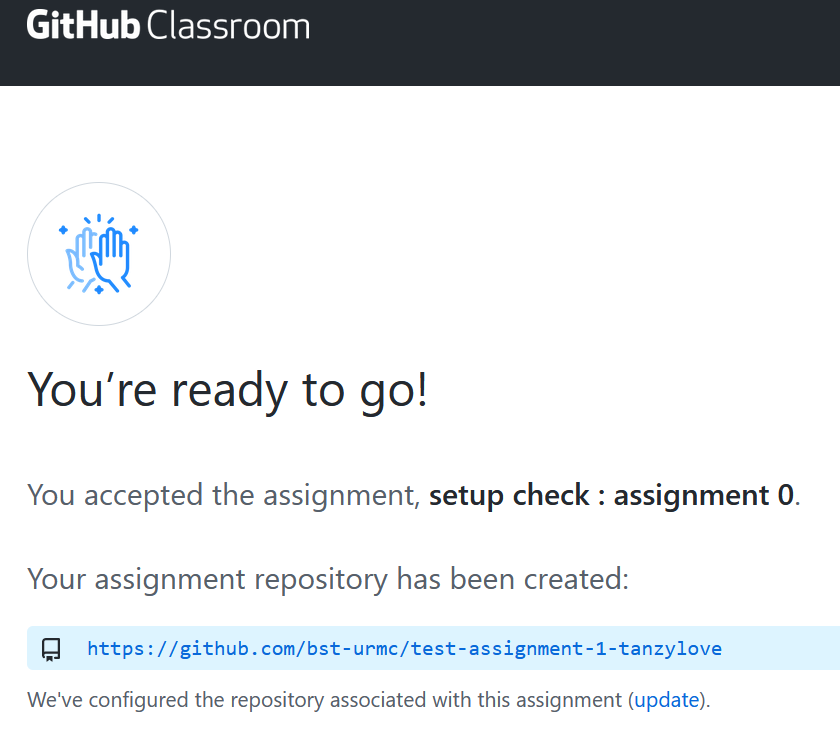 GitHub Classroom
You’re ready to go!
You accepted the assignment, setup check : assignment 0.
Your assignment repository has been created:
https://github.com/bst-urmc/test-assignment-1-tanzylove
We've configured the repository associated with this assignment (update).